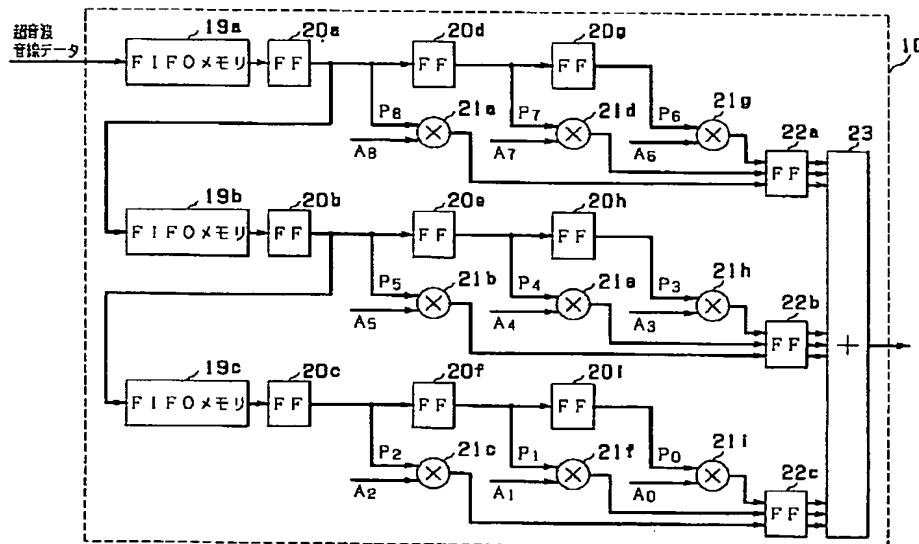 超音波
音線データ
19a 20a 20d 20g 10
FIFOメモリ FF FF FF
P8 21a P7 21d P6 21g
A8 A7 A6 22a 23
FF
19b 20b 20e 20h
FIFOメモリ FF FF FF
P5 21b P4 21e P3 21h
A5 A4 A3 22b
FF +
19c 20c 20f 20i
FIFOメモリ FF FF FF
P2 21c P1 21f P0 21i
A2 A1 A0 22c
FF